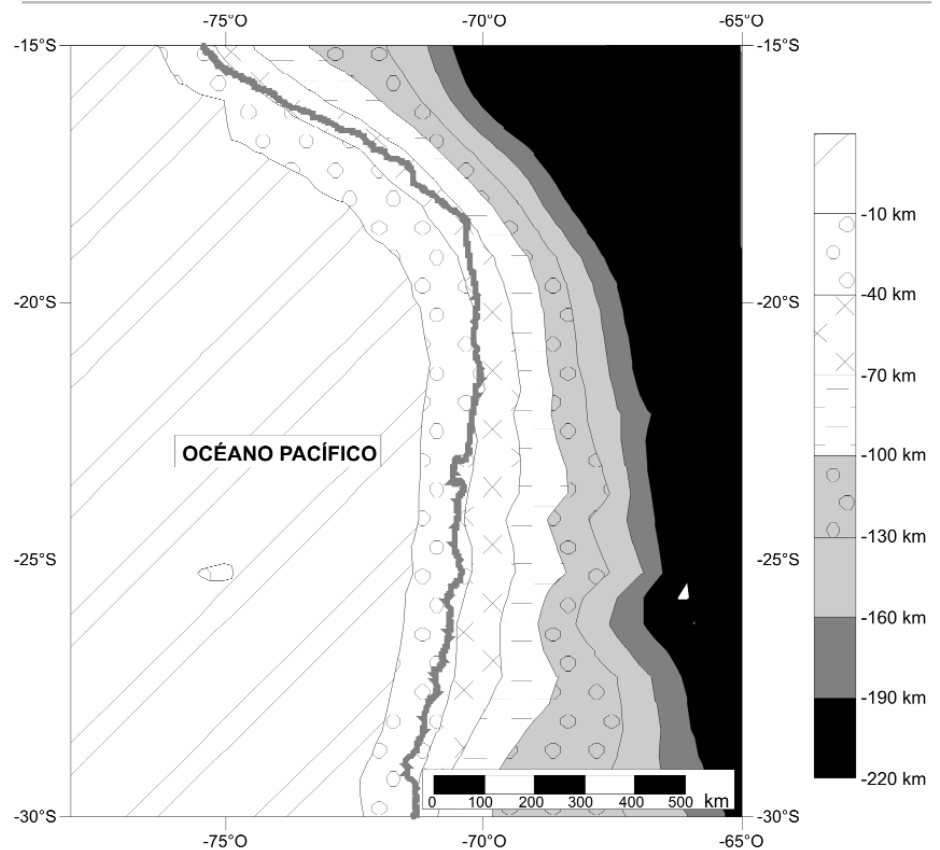 -75°O -70°O -65°O
-15°S -15°S
-10 km
-40 km
-20°S -20°S
-70 km
OCÉANO PACÍFICO
-100 km
-130 km
-25°S -25°S
-160 km
-190 km
-220 km
0 100 200 300 400 500 km
-30°S -30°S
-75°O -70°O -65°O